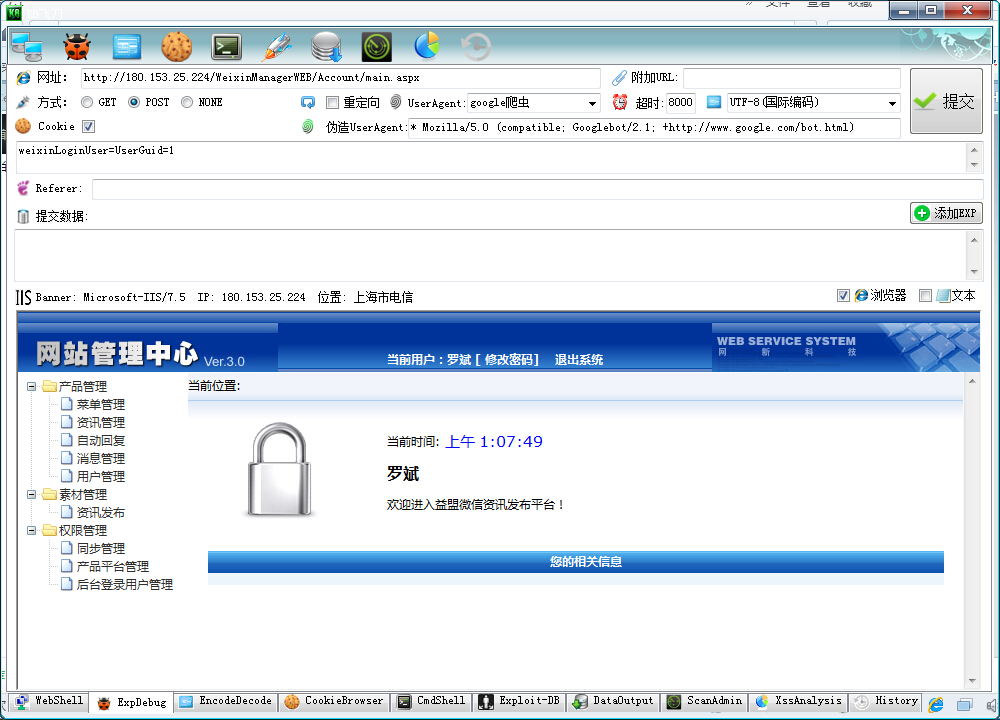 K8
文件 查看 收藏
网址: http://180.153.25.224/WeixinManagerWEB/Account/main.aspx 附加URL:
方式: GET POST NONE 重定向 UserAgent: google爬虫 超时: 8000 UTF-8(国际编码) 提交
Cookie 伪造UserAgent: * Mozilla/5.0 (compatible; Googlebot/2.1; +http://www.google.com/bot.html)
weixinLoginUser=UserGuid=1
Referer:
提交数据: 添加EXP
IIS Banner: Microsoft-IIS/7.5 IP: 180.153.25.224 位置: 上海市电信 浏览器 文本
网站管理中心 Ver.3.0 当前用户：罗斌 [ 修改密码] 退出系统
WEB SERVICE SYSTEM
网 新 科 技
产品管理
菜单管理
资讯管理
自动回复
消息管理
用户管理
素材管理
资讯发布
权限管理
同步管理
产品平台管理
后台登录用户管理
当前位置:
当前时间: 上午 1:07:49
罗斌
欢迎进入益盟微信资讯发布平台！
您的相关信息
WebShell ExpDebug EncodeDecode CookieBrowser CmdShell Exploit-DB DataOutput ScanAdmin XssAnalysis History